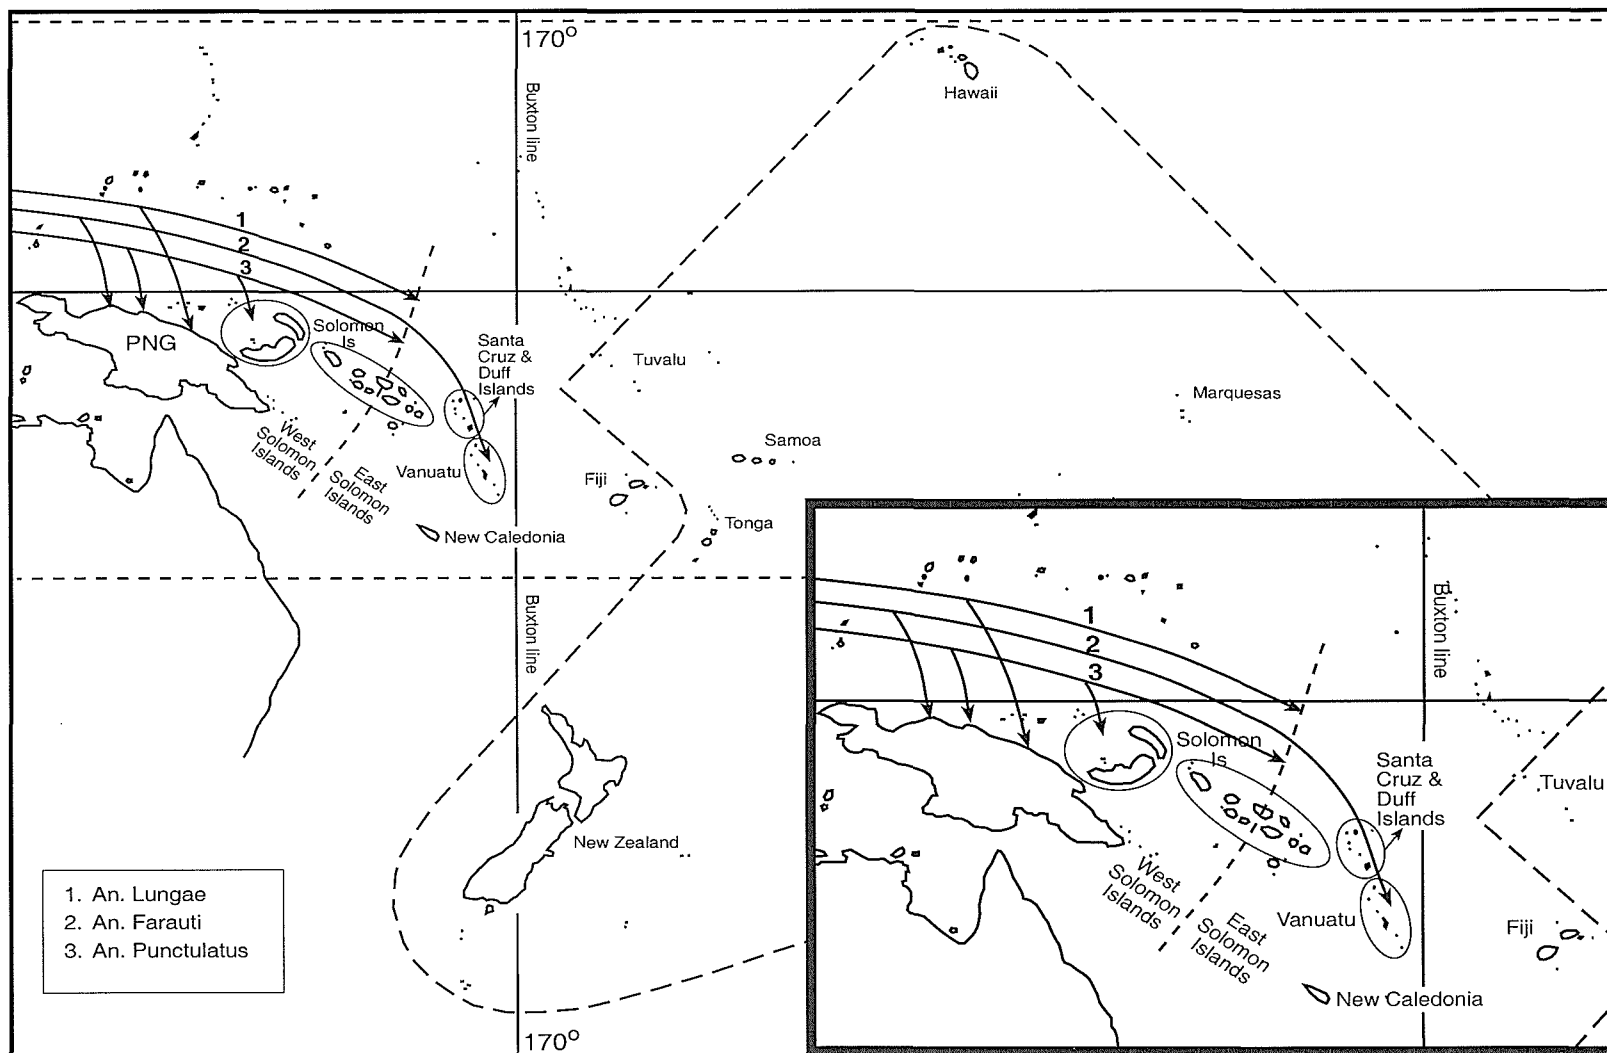 170°
Buxton line
Hawaii
1
2
3
Solomon
Is
PNG
Santa
Cruz &
Duff
Islands
Tuvalu
Marquesas
West
Solomon
Islands
East
Solomon
Islands
Vanuatu
Samoa
Fiji
Tonga
New Caledonia
Buxton line
New Zealand
1. An. Lungae
2. An. Farauti
3. An. Punctulatus
170°
Buxton line
1
2
3
Solomon
Is
Santa
Cruz &
Duff
Islands
Tuvalu
West
Solomon
Islands
East
Solomon
Islands
Vanuatu
Fiji
New Caledonia